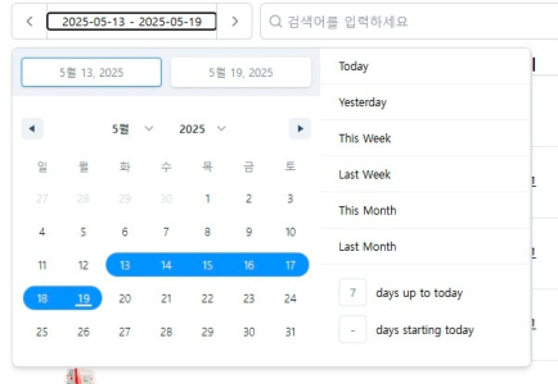 2025-05-13 - 2025-05-19
검색어를 입력하세요
5월 13, 2025
5월 19, 2025
5월
2025
일 월 화 수 목 금 토
27 28 29 30 1 2 3
4 5 6 7 8 9 10
11 12 13 14 15 16 17
18 19 20 21 22 23 24
25 26 27 28 29 30 31
Today
Yesterday
This Week
Last Week
This Month
Last Month
7 days up to today
- days starting today